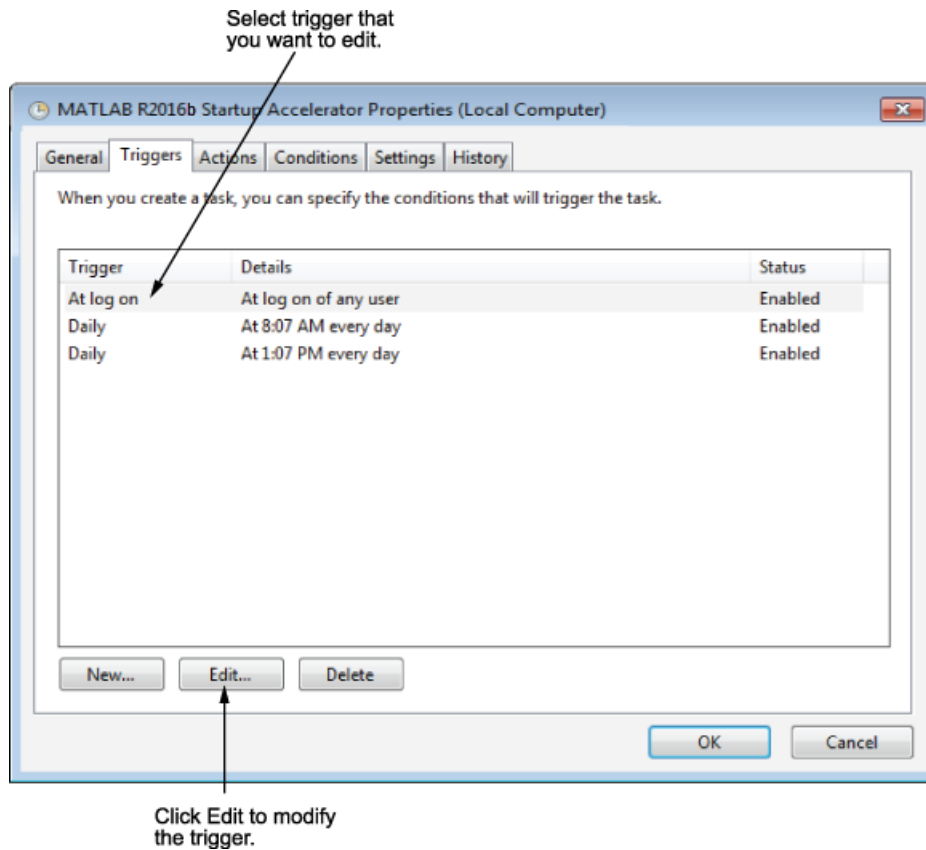 Select trigger that
you want to edit.
MATLAB R2016b Startup Accelerator Properties (Local Computer)
General Triggers Actions Conditions Settings History
When you create a task, you can specify the conditions that will trigger the task.
Trigger Details Status
At log on At log on of any user Enabled
Daily At 8:07 AM every day Enabled
Daily At 1:07 PM every day Enabled
New... Edit... Delete
OK Cancel
Click Edit to modify
the trigger.